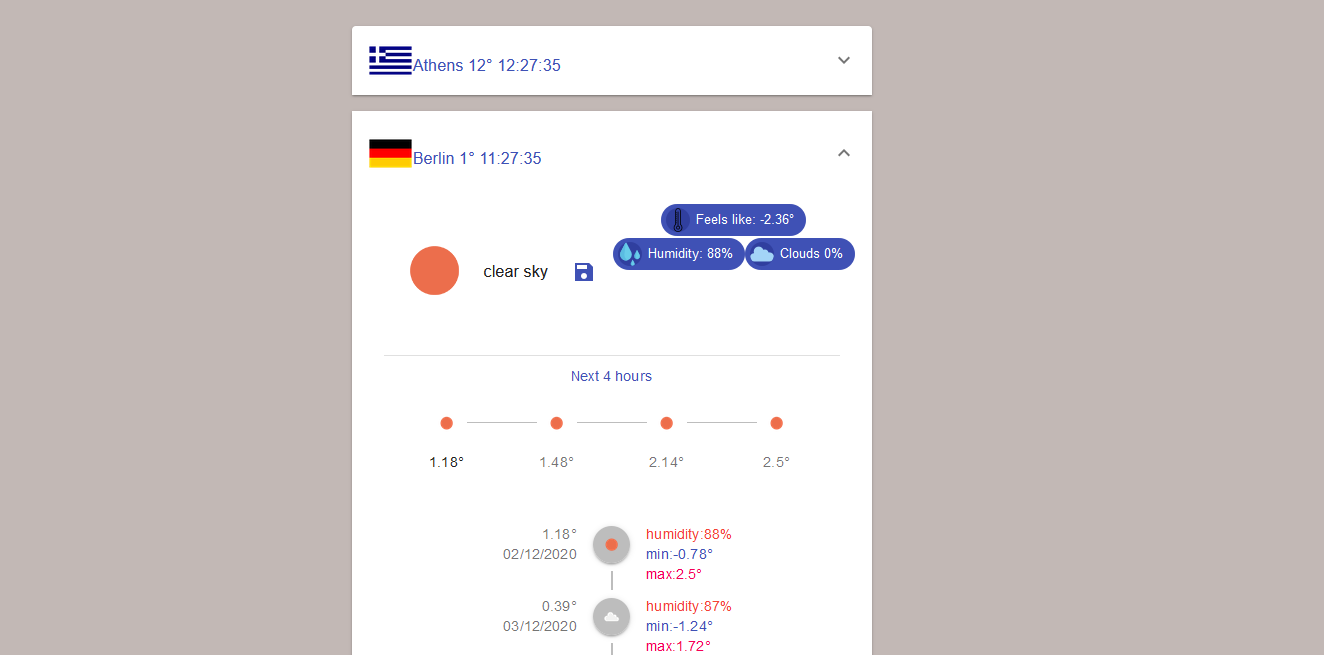 Athens 12° 12:27:35
Berlin 1° 11:27:35
Feels like: -2.36°
Humidity: 88%
Clouds 0%
clear sky
Next 4 hours
1.18°
1.48°
2.14°
2.5°
1.18°
02/12/2020
humidity:88%
min:-0.78°
max:2.5°
0.39°
03/12/2020
humidity:87%
min:-1.24°
max:1.72°